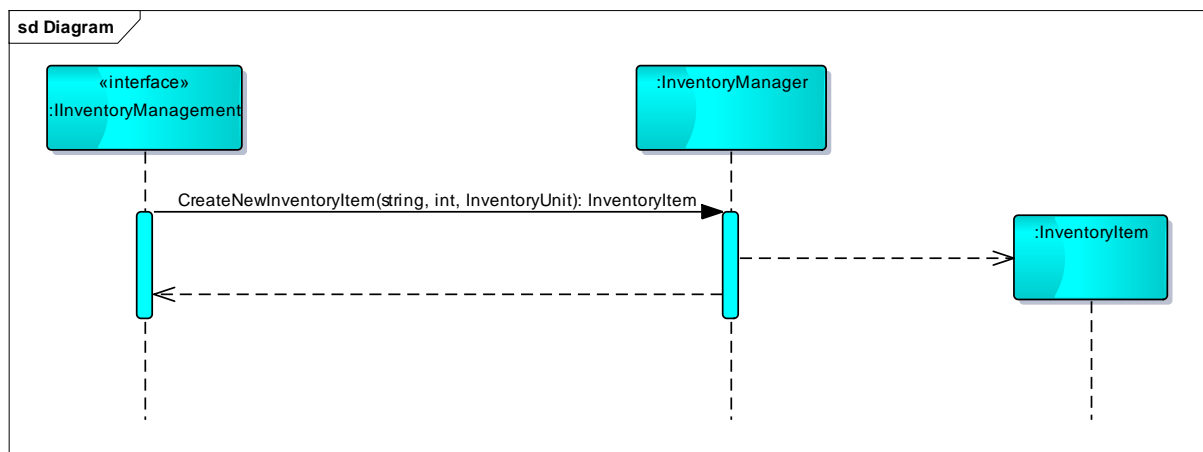 sd Diagram
«interface»
:IInventoryManagement
:InventoryManager
CreateNewInventoryItem(string, int, InventoryUnit): InventoryItem
:InventoryItem